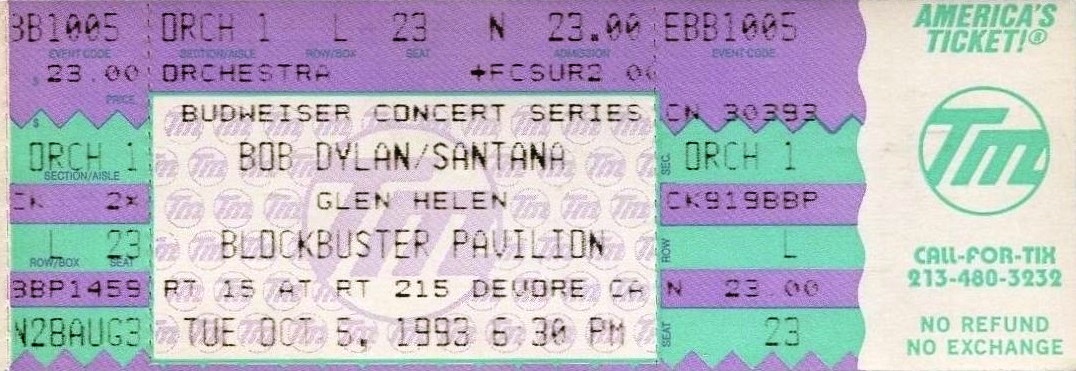 BB1005 ORCH 1 L 23 N 23.00 EBB1005
EVENT CODE SECTION/AISLE ROW/BOX SEAT ADMISSION EVENT CODE
$ 23.00 ORCHESTRA +FCSUR2
PRICE
BUDWEISER CONCERT SERIES CN 30393
ORCH 1 BOB DYLAN/SANTANA SEC. ORCH 1
SECTION/AISLE
CK 2x GLEN HELEN CK919BBP
L 23 BLOCKBUSTER PAVILION ROW L
ROW/BOX SEAT
BBP1459 RT 15 AT RT 215 DEVORE CA N 23.00
N28AUG3 TUE OCT 5, 1993 6 30 PM SEAT 23
AMERICA'S
TICKET!®
Tm
CALL-FOR-TIX
213-480-3232
NO REFUND
NO EXCHANGE